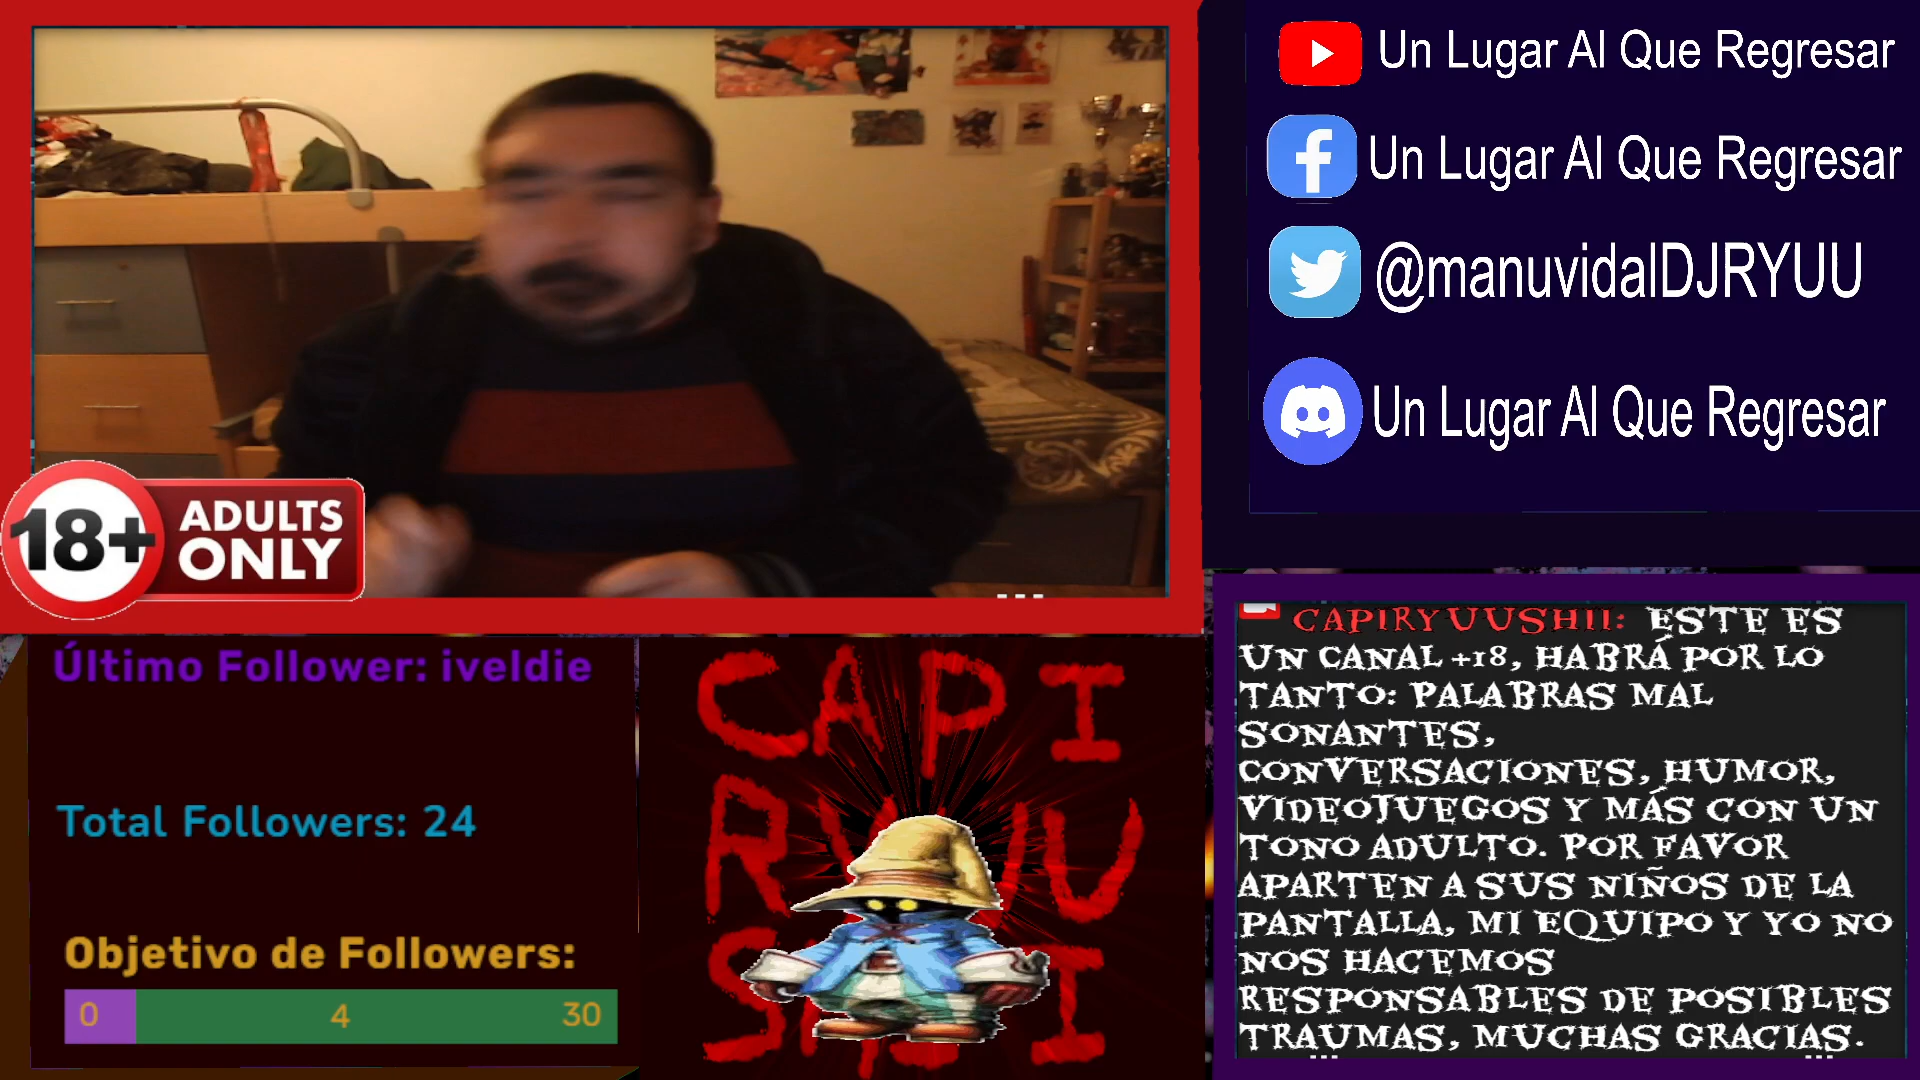 Un Lugar Al Que Regresar
Un Lugar Al Que Regresar
@manuvidalDJRYUU
Un Lugar Al Que Regresar
18+ ADULTS
ONLY
Último Follower: iveldie
Total Followers: 24
Objetivo de Followers:
0 4 30
CAPI
RYUU
SHII
CAPIRYUUSHII: ESTE ES
UN CANAL +18, HABRÁ POR LO
TANTO: PALABRAS MAL
SONANTES,
CONVERSACIONES, HUMOR,
VIDEOJUEGOS Y MÁS CON UN
TONO ADULTO. POR FAVOR
APARTEN A SUS NIÑOS DE LA
PANTALLA, MI EQUIPO Y YO NO
NOS HACEMOS
RESPONSABLES DE POSIBLES
TRAUMAS, MUCHAS GRACIAS.